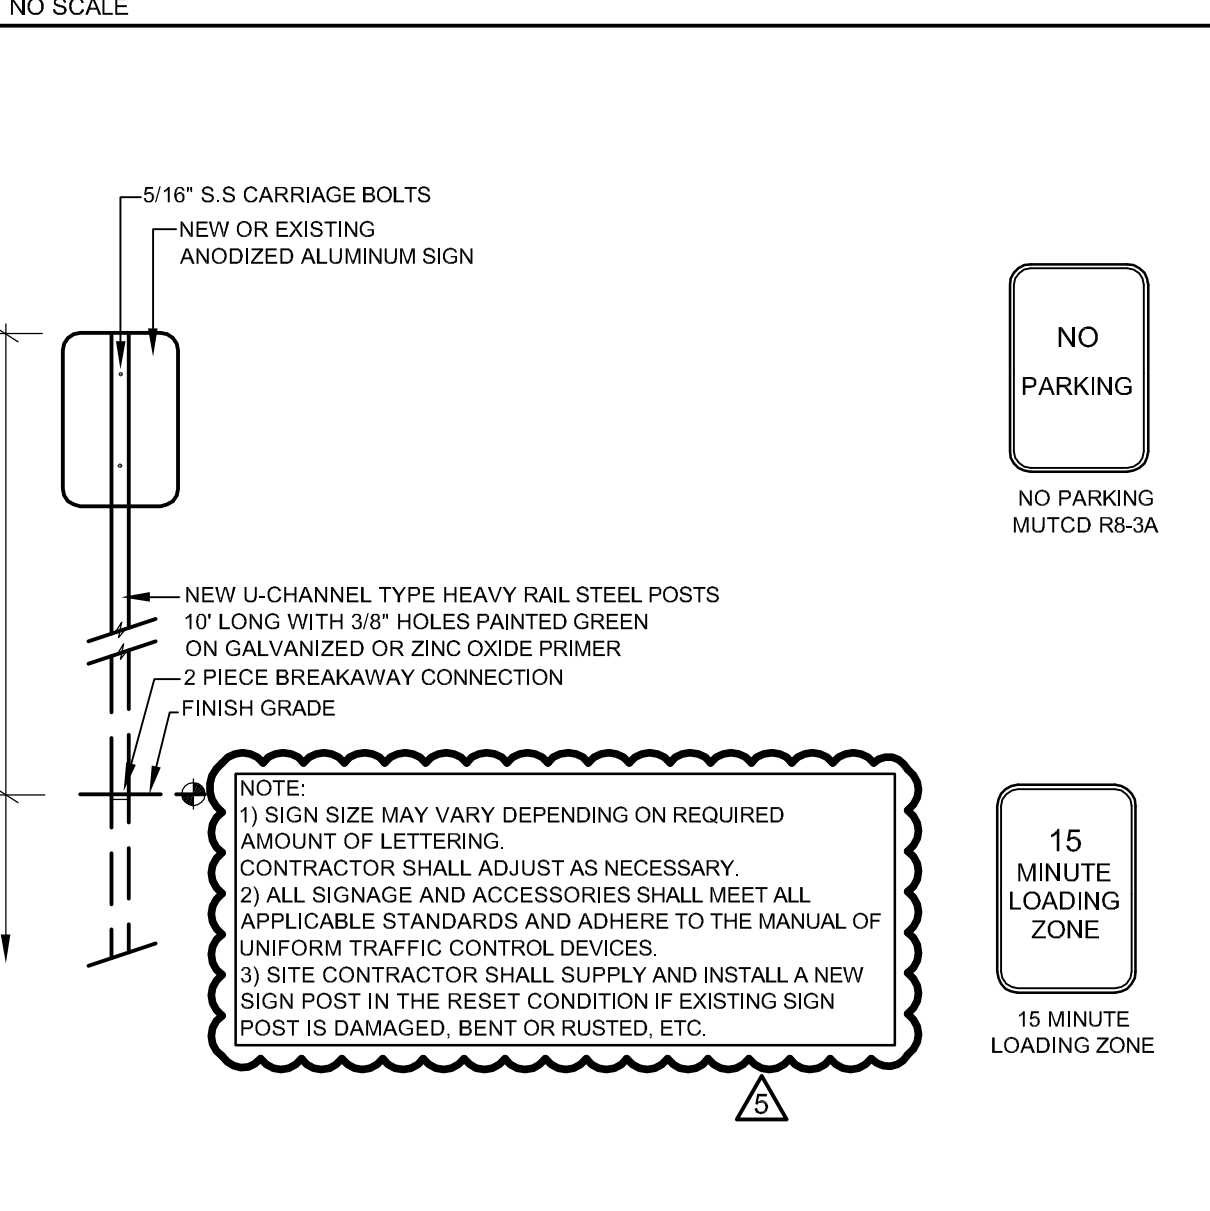 NO SCALE
5/16" S.S CARRIAGE BOLTS
NEW OR EXISTING
ANODIZED ALUMINUM SIGN
NO
PARKING
NO PARKING
MUTCD R8-3A
NEW U-CHANNEL TYPE HEAVY RAIL STEEL POSTS
10' LONG WITH 3/8" HOLES PAINTED GREEN
ON GALVANIZED OR ZINC OXIDE PRIMER
2 PIECE BREAKAWAY CONNECTION
FINISH GRADE
NOTE:
1) SIGN SIZE MAY VARY DEPENDING ON REQUIRED
AMOUNT OF LETTERING.
CONTRACTOR SHALL ADJUST AS NECESSARY.
2) ALL SIGNAGE AND ACCESSORIES SHALL MEET ALL
APPLICABLE STANDARDS AND ADHERE TO THE MANUAL OF
UNIFORM TRAFFIC CONTROL DEVICES.
3) SITE CONTRACTOR SHALL SUPPLY AND INSTALL A NEW
SIGN POST IN THE RESET CONDITION IF EXISTING SIGN
POST IS DAMAGED, BENT OR RUSTED, ETC.
5
15
MINUTE
LOADING
ZONE
15 MINUTE
LOADING ZONE